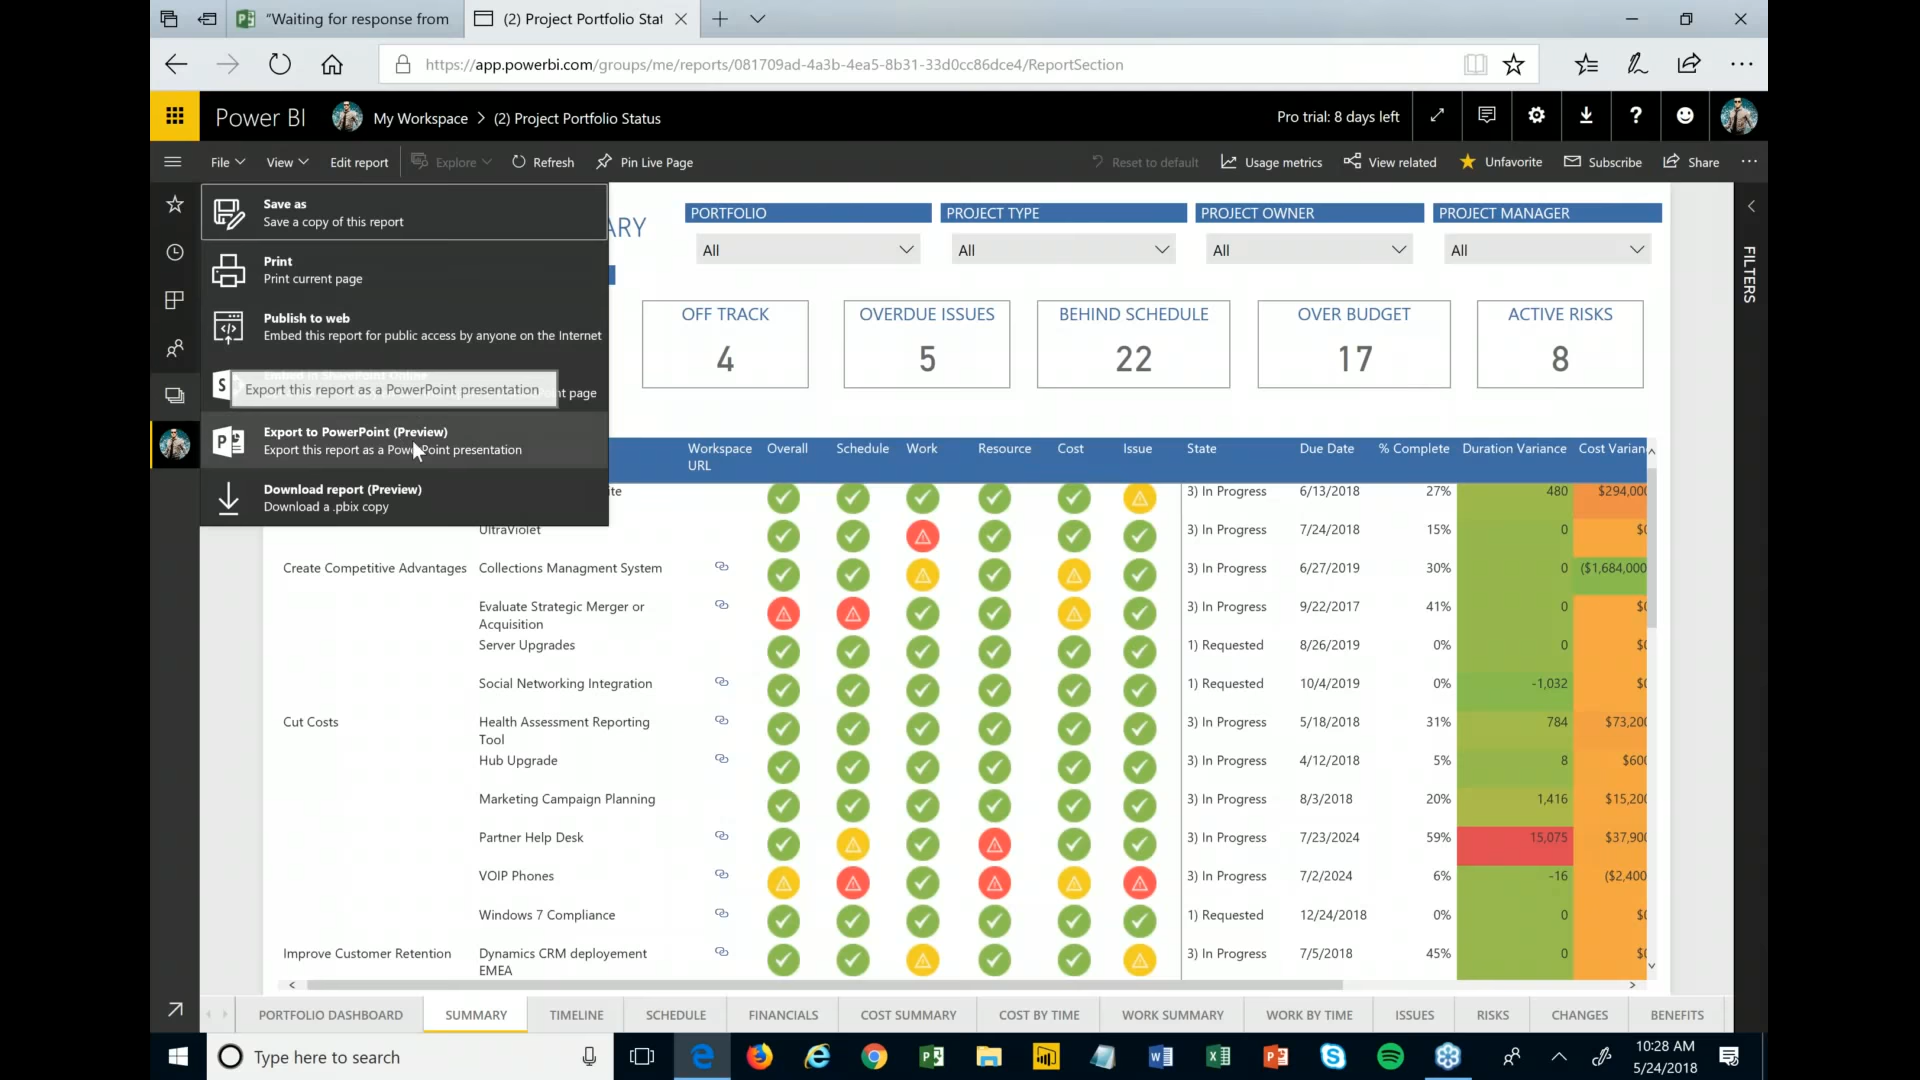 "Waiting for response from
(2) Project Portfolio Stat
https://app.powerbi.com/groups/me/reports/081709ad-4a3b-4ea5-8b31-33d0cc86dce4/ReportSection
Power BI
My Workspace > (2) Project Portfolio Status
Pro trial: 8 days left
File
View
Edit report
Explore
Refresh
Pin Live Page
Reset to default
Usage metrics
View related
Unfavorite
Subscribe
Share
Save as
Save a copy of this report
Print
Print current page
Publish to web
Embed this report for public access by anyone on the Internet
Export this report as a PowerPoint presentation
page
Export to PowerPoint (Preview)
Export this report as a PowerPoint presentation
Download report (Preview)
Download a .pbix copy
ARY
PORTFOLIO PROJECT TYPE PROJECT OWNER PROJECT MANAGER
All All All All
FILTERS
OFF TRACK OVERDUE ISSUES BEHIND SCHEDULE OVER BUDGET ACTIVE RISKS
4 5 22 17 8
Workspace URL Overall Schedule Work Resource Cost Issue State Due Date % Complete Duration Variance Cost Varian
ite 3) In Progress 6/13/2018 27% 480 $294,000
UltraViolet 3) In Progress 7/24/2018 15% 0 $0
Create Competitive Advantages Collections Managment System 3) In Progress 6/27/2019 30% 0 ($1,684,000
Evaluate Strategic Merger or 3) In Progress 9/22/2017 41% 0 $0
Acquisition
Server Upgrades 1) Requested 8/26/2019 0% 0 $0
Social Networking Integration 1) Requested 10/4/2019 0% -1,032 $0
Cut Costs Health Assessment Reporting 3) In Progress 5/18/2018 31% 784 $73,200
Tool
Hub Upgrade 3) In Progress 4/12/2018 5% 8 $600
Marketing Campaign Planning 3) In Progress 8/3/2018 20% 1,416 $15,200
Partner Help Desk 3) In Progress 7/23/2024 59% 15,075 $37,900
VOIP Phones 3) In Progress 7/2/2024 6% -16 ($2,400
Windows 7 Compliance 1) Requested 12/24/2018 0% 0 $0
Improve Customer Retention Dynamics CRM deployement 3) In Progress 7/5/2018 45% 0 $0
EMEA
PORTFOLIO DASHBOARD SUMMARY TIMELINE SCHEDULE FINANCIALS COST SUMMARY COST BY TIME WORK SUMMARY WORK BY TIME ISSUES RISKS CHANGES BENEFITS
Type here to search
10:28 AM
5/24/2018